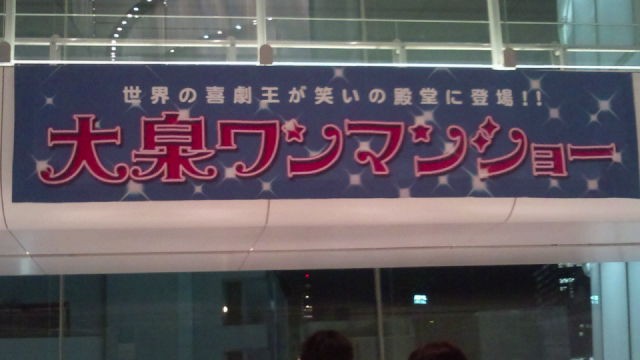 世界の喜劇王が笑いの殿堂に登場!!
大泉ワンマンショー